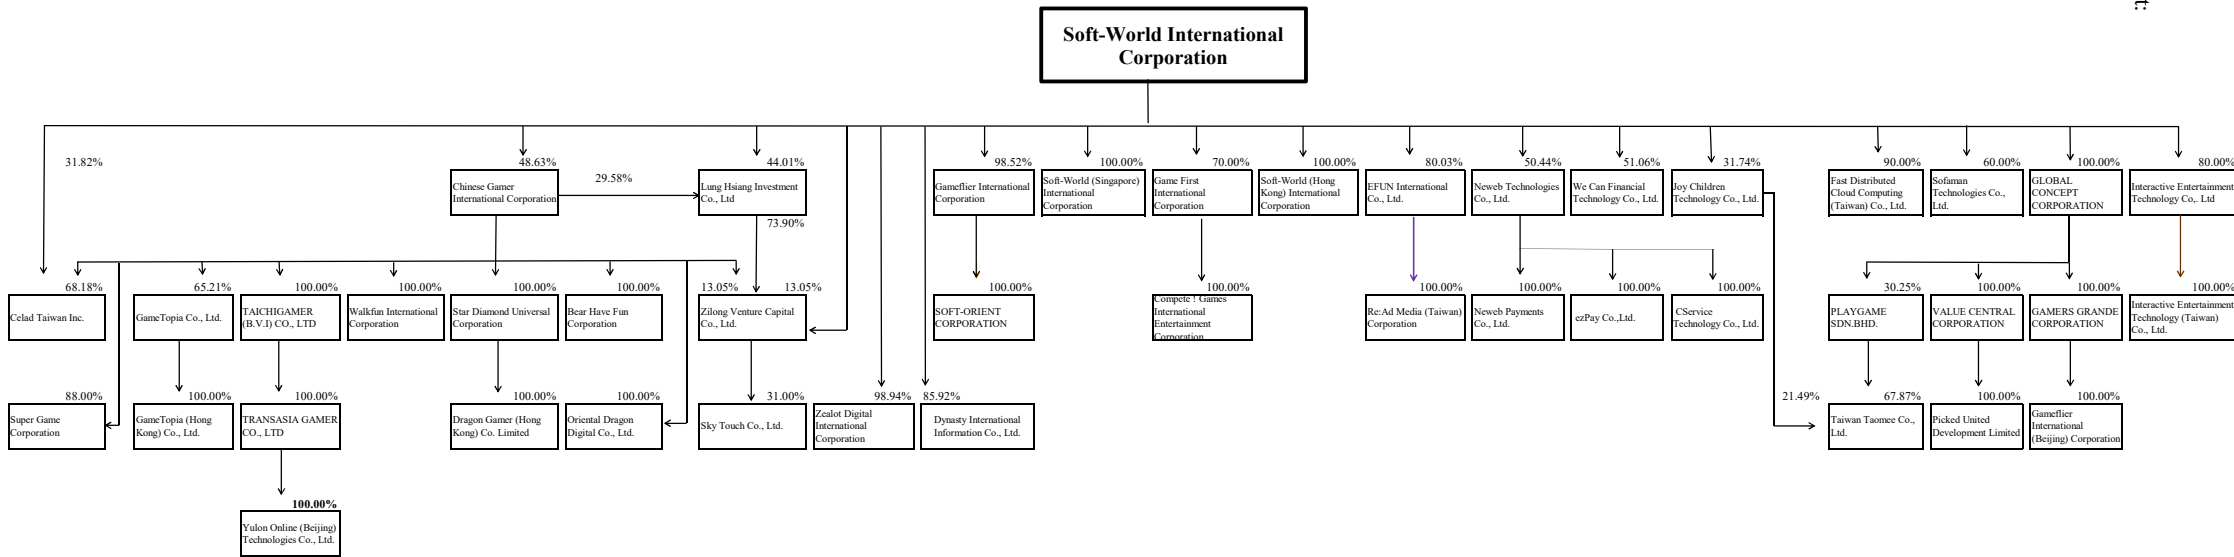 t:
Soft-World International
Corporation
31.82%
48.63%
Chinese Gamer
International Corporation
29.58%
44.01%
Lung Hsiang Investment
Co., Ltd
73.90%
98.52%
Gameflier International
Corporation
100.00%
Soft-World (Singapore)
International
Corporation
70.00%
Game First
International
Corporation
100.00%
Soft-World (Hong
Kong) International
Corporation
80.03%
EFUN International
Co., Ltd.
50.44%
Neweb Technologies
Co., Ltd.
51.06%
We Can Financial
Technology Co., Ltd.
31.74%
Joy Children
Technology Co., Ltd.
90.00%
Fast Distributed
Cloud Computing
(Taiwan) Co., Ltd.
60.00%
Sofaman
Technologies Co.,
Ltd.
100.00%
GLOBAL
CONCEPT
CORPORATION
80.00%
Interactive Entertainment
Technology Co,. Ltd
68.18%
Celad Taiwan Inc.
65.21%
GameTopia Co., Ltd.
100.00%
TAICHIGAMER
(B.V.I) CO., LTD
100.00%
Walkfun International
Corporation
100.00%
Star Diamond Universal
Corporation
100.00%
Bear Have Fun
Corporation
13.05%
13.05%
Zilong Venture Capital
Co., Ltd.
100.00%
SOFT-ORIENT
CORPORATION
100.00%
Compete ! Games
International
Entertainment
Corporation
100.00%
Re:Ad Media (Taiwan)
Corporation
100.00%
Neweb Payments
Co., Ltd.
100.00%
ezPay Co.,Ltd.
100.00%
CService
Technology Co., Ltd.
30.25%
PLAYGAME
SDN.BHD.
100.00%
VALUE CENTRAL
CORPORATION
100.00%
GAMERS GRANDE
CORPORATION
100.00%
Interactive Entertainment
Technology (Taiwan)
Co., Ltd.
88.00%
Super Game
Corporation
100.00%
GameTopia (Hong
Kong) Co., Ltd.
100.00%
TRANSASIA GAMER
CO., LTD
100.00%
Dragon Gamer (Hong
Kong) Co. Limited
100.00%
Oriental Dragon
Digital Co., Ltd.
31.00%
Sky Touch Co., Ltd.
98.94%
Zealot Digital
International
Corporation
85.92%
Dynasty International
Information Co., Ltd.
21.49%
67.87%
Taiwan Taomee Co.,
Ltd.
100.00%
Picked United
Development Limited
100.00%
Gameflier
International
(Beijing) Corporation
100.00%
Yulon Online (Beijing)
Technologies Co., Ltd.